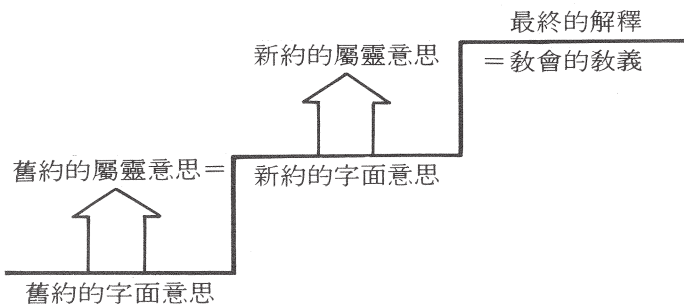 最終的解釋
新約的屬靈意思
＝教會的教義
舊約的屬靈意思＝
新約的字面意思
舊約的字面意思